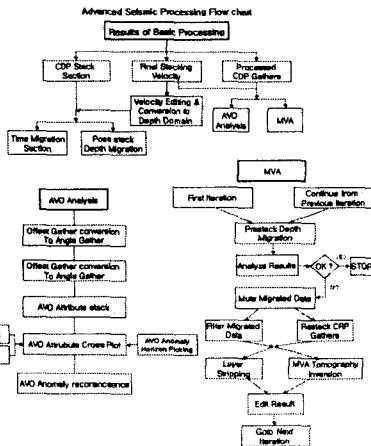 Advanced Seismic Processing Flow chart
Results of Basic Processing
CDP Stack
Section
Final Stacking
Velocity
Processed
CDP Gathers
Velocity Editing &
Conversion to
Depth Domain
AVO
Analysis
MVA
Time Migration
Section
Post stack
Depth Migration
AVO Analysis
Offset Gather conversion
To Angle Gather
Offset Gather conversion
To Angle Gather
AVO Attribute stack
AVO Attribute Cross Plot
AVO Anomaly
Horizon Picking
AVO Anomaly
MVA
First Iteration
Continue from
Previous Iteration
Prestack Depth
Migration
Analyze Results
OK ?
STOP
Mute Migrated Data
Filter Migrated
Data
Restack CRP
Gathers
Layer
Stripping
MVA Tomography
Inversion
Edit Result
Goto Next
Iteration